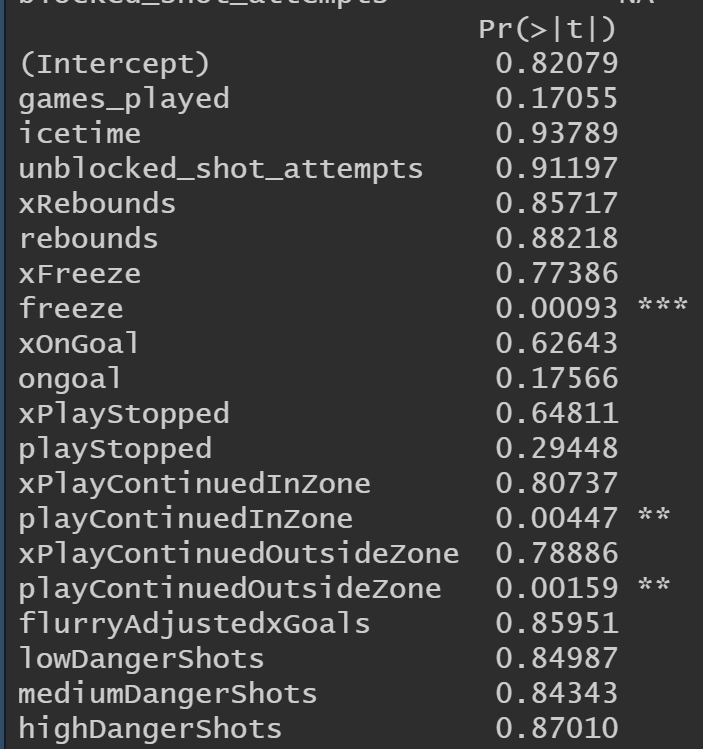 blocked_shot_attempts NA
Pr(>|t|)
(Intercept) 0.82079
games_played 0.17055
icetime 0.93789
unblocked_shot_attempts 0.91197
xRebounds 0.85717
rebounds 0.88218
xFreeze 0.77386
freeze 0.00093 ***
xOnGoal 0.62643
ongoal 0.17566
xPlayStopped 0.64811
playStopped 0.29448
xPlayContinuedInZone 0.80737
playContinuedInZone 0.00447 **
xPlayContinuedOutsideZone 0.78886
playContinuedOutsideZone 0.00159 **
flurryAdjustedxGoals 0.85951
lowDangerShots 0.84987
mediumDangerShots 0.84343
highDangerShots 0.87010